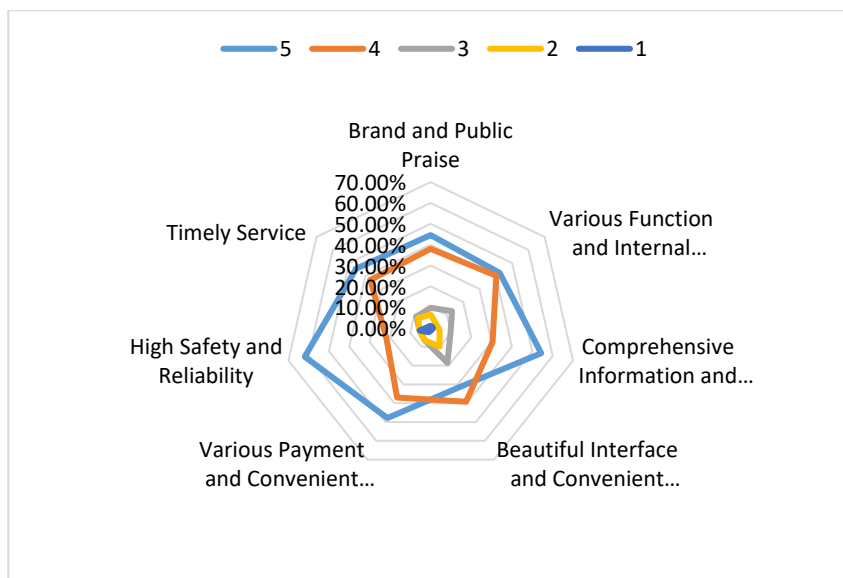 5 4 3 2 1
Brand and Public
Praise
70.00%
60.00%
50.00%
40.00%
30.00%
20.00%
10.00%
0.00%
Various Function
and Internal...
Comprehensive
Information and...
Beautiful Interface
and Convenient...
Various Payment
and Convenient...
High Safety and
Reliability
Timely Service